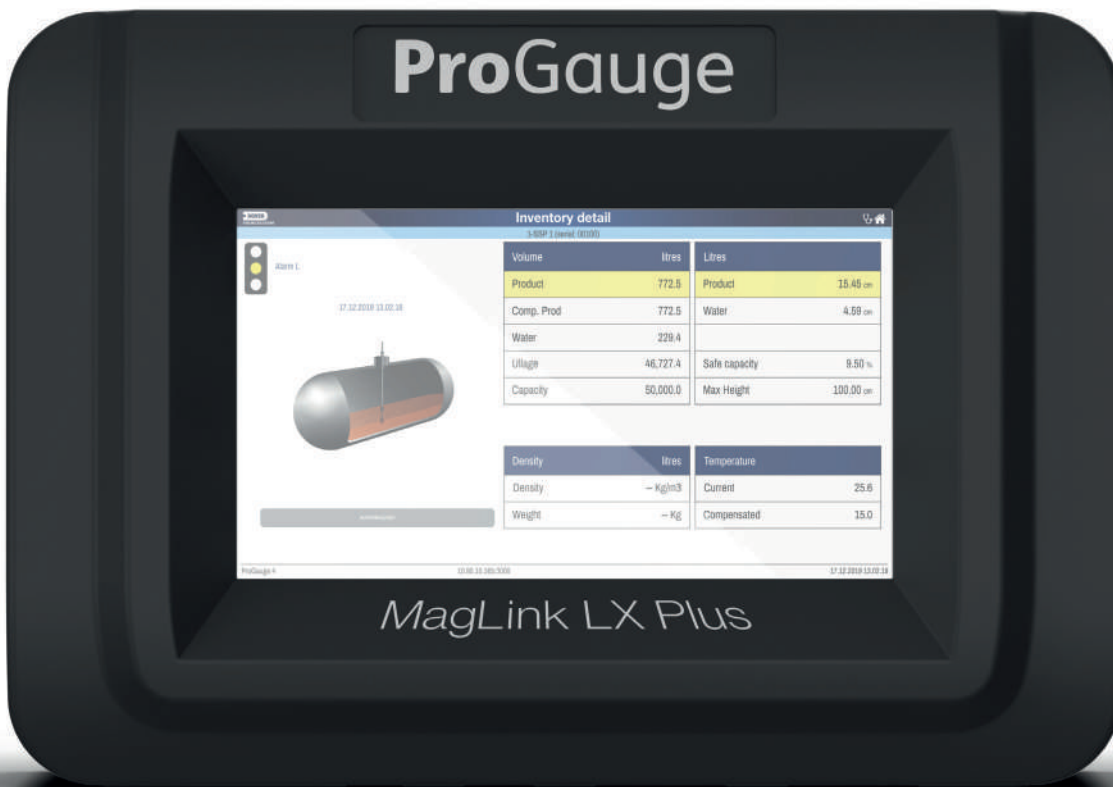 ProGauge
Inventory detail
Alarm L
17.12.2019 13.02.18
Volume litres
Product 772.5
Comp. Prod 772.5
Water 229.4
Ullage 46,727.4
Capacity 50,000.0
Litres
Product 15.45 cm
Water 4.59 cm
Safe capacity 9.50 %
Max Height 100.00 cm
Density litres
Density – Kg/m3
Weight – Kg
Temperature
Current 25.6
Compensated 15.0
ProGauge
17.12.2019 13.02.18
MagLink LX Plus